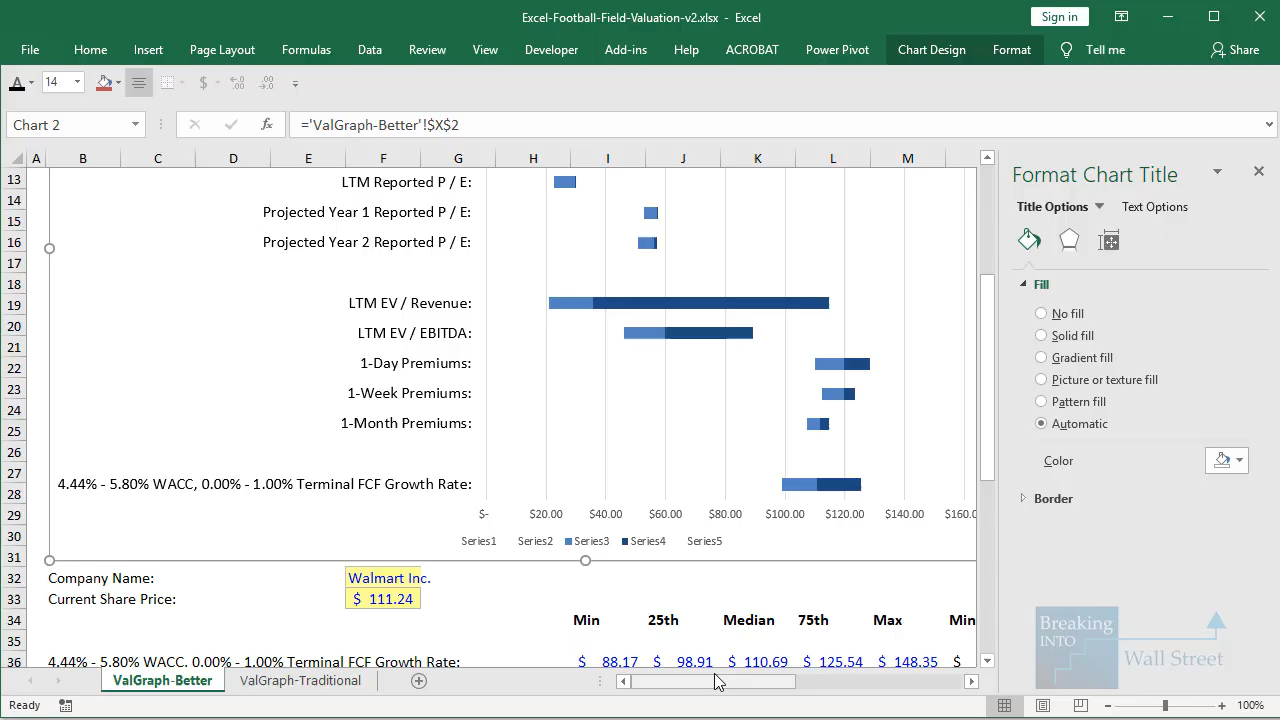 Excel-Football-Field-Valuation-v2.xlsx - Excel
Sign in
File Home Insert Page Layout Formulas Data Review View Developer Add-ins Help ACROBAT Power Pivot Chart Design Format Tell me Share
A 14 $
Chart 2 fx ='ValGraph-Better'!$X$2
A B C D E F G H I J K L M
Format Chart Title
Title Options Text Options
Fill
No fill
Solid fill
Gradient fill
Picture or texture fill
Pattern fill
Automatic
Color
Border
13 LTM Reported P / E:
14
15 Projected Year 1 Reported P / E:
16 Projected Year 2 Reported P / E:
17
18
19 LTM EV / Revenue:
20 LTM EV / EBITDA:
21
22 1-Day Premiums:
23 1-Week Premiums:
24
25 1-Month Premiums:
26
27 4.44% - 5.80% WACC, 0.00% - 1.00% Terminal FCF Growth Rate:
28
29 $- $20.00 $40.00 $60.00 $80.00 $100.00 $120.00 $140.00 $160.0
30 Series1 Series2 Series3 Series4 Series5
31
32 Company Name: Walmart Inc.
33 Current Share Price: $ 111.24
34 Min 25th Median 75th Max Min
35
36 4.44% - 5.80% WACC, 0.00% - 1.00% Terminal FCF Growth Rate: $ 88.17 $ 98.91 $ 110.69 $ 125.54 $ 148.35 $
Breaking
INTO
Wall Street
ValGraph-Better ValGraph-Traditional
Ready 100%